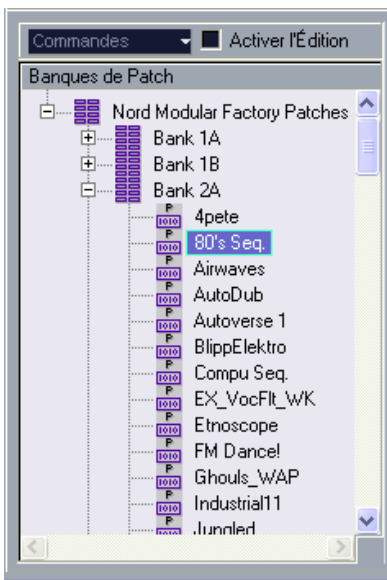 Commandes Activer l'Édition
Banques de Patch
Nord Modular Factory Patches
Bank 1A
Bank 1B
Bank 2A
4pete
80's Seq.
Airwaves
AutoDub
Autoverse 1
BlippElektro
Compu Seq.
EX_VocFlt_WK
Etnoscope
FM Dance!
Ghouls_WAP
Industrial11
Jungled